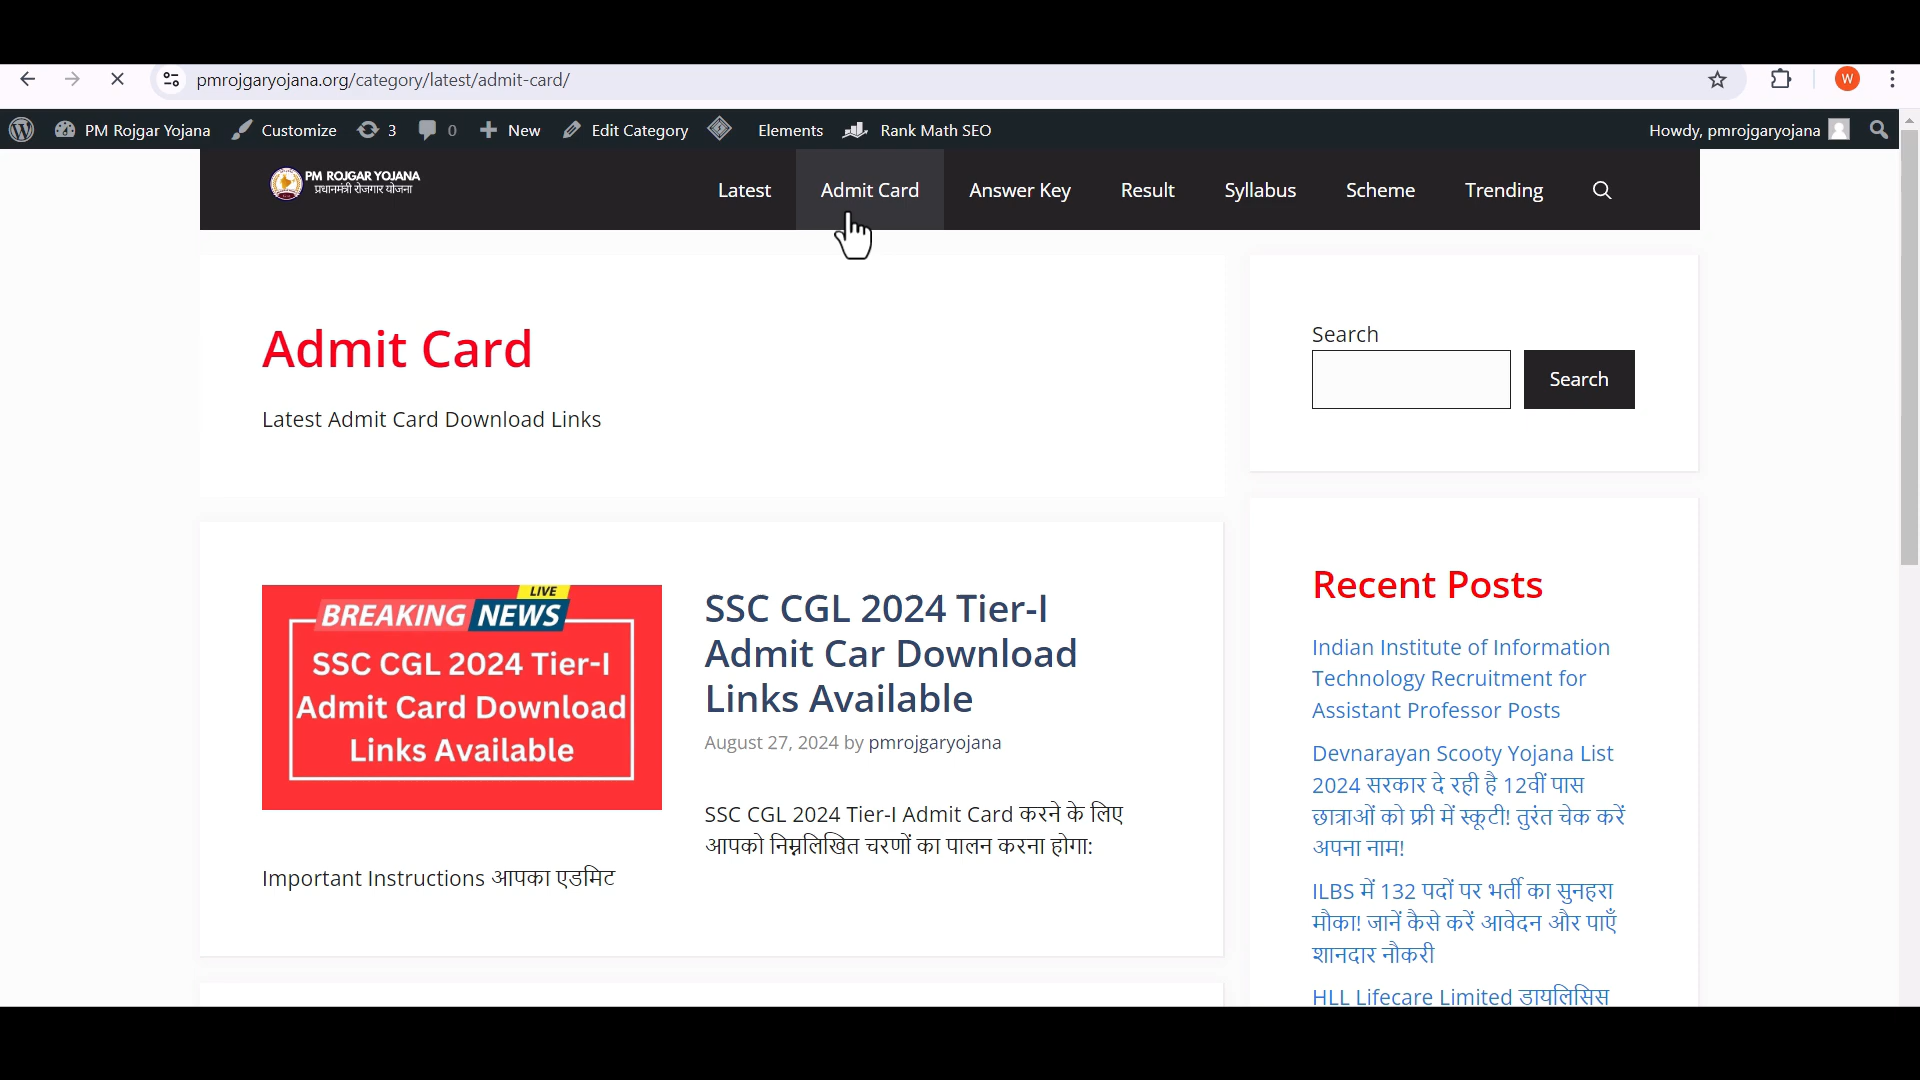 pmrojgaryojana.org/category/latest/admit-card/
W
PM Rojgar Yojana
Customize
3
0
New
Edit Category
Elements
Rank Math SEO
Howdy, pmrojgaryojana
PM ROJGAR YOJANA
प्रधानमंत्री रोजगार योजना
Latest
Admit Card
Answer Key
Result
Syllabus
Scheme
Trending
Admit Card
Latest Admit Card Download Links
Search
Search
LIVE
BREAKING NEWS
SSC CGL 2024 Tier-I
Admit Card Download
Links Available
SSC CGL 2024 Tier-I
Admit Car Download
Links Available
August 27, 2024 by pmrojgaryojana
SSC CGL 2024 Tier-I Admit Card करने के लिए
आपको निम्नलिखित चरणों का पालन करना होगा:
Important Instructions आपका एडमिट
Recent Posts
Indian Institute of Information
Technology Recruitment for
Assistant Professor Posts
Devnarayan Scooty Yojana List
2024 सरकार दे रही है 12वीं पास
छात्राओं को फ्री में स्कूटी! तुरंत चेक करें
अपना नाम!
ILBS में 132 पदों पर भर्ती का सुनहरा
मौका! जानें कैसे करें आवेदन और पाएँ
शानदार नौकरी
HLL Lifecare Limited डायलिसिस